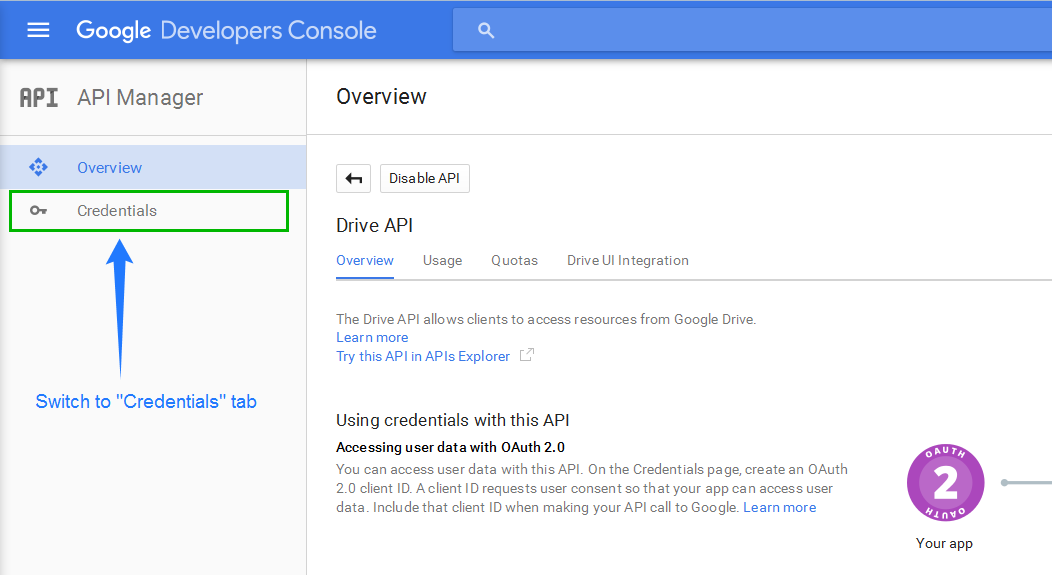 Google Developers Console
API API Manager
Overview
Credentials
Switch to "Credentials" tab
Overview
Disable API
Drive API
Overview Usage Quotas Drive UI Integration
The Drive API allows clients to access resources from Google Drive.
Learn more
Try this API in APIs Explorer
Using credentials with this API
Accessing user data with OAuth 2.0
You can access user data with this API. On the Credentials page, create an OAuth
2.0 client ID. A client ID requests user consent so that your app can access user
data. Include that client ID when making your API call to Google. Learn more
OAUTH
2
OAUTH
Your app